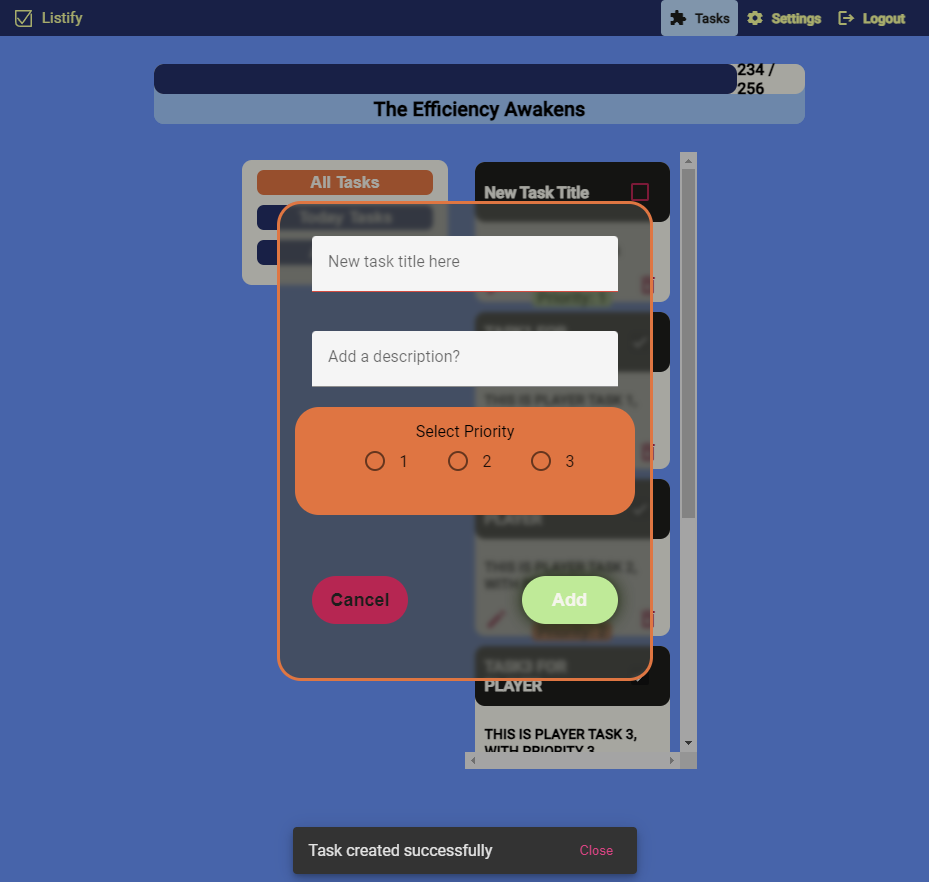 Listify
Tasks
Settings
Logout
234 /
256
The Efficiency Awakens
All Tasks
Today Tasks
New Task Title
Priority: 1
New task title here
Add a description?
THIS IS PLAYER TASK 1,
Select Priority
1
2
3
PLAYER
THIS IS PLAYER TASK 2,
Cancel
Add
TASK3 FOR
PLAYER
THIS IS PLAYER TASK 3,
WITH PRIORITY 3
Task created successfully
Close